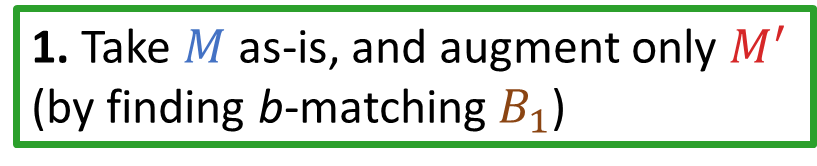 1. Take M as-is, and augment only M′
(by finding b-matching B₁)